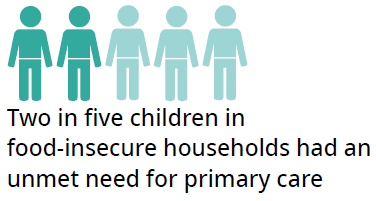 Two in five children in
food-insecure households had an
unmet need for primary care